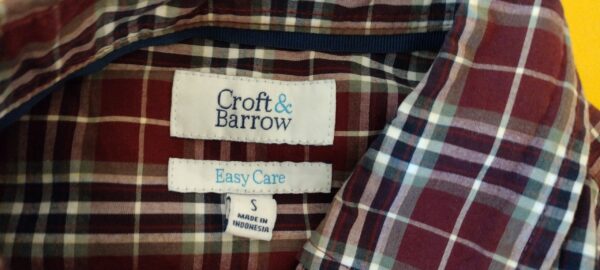 Croft&
Barrow
Easy Care
S
MADE IN
INDONESIA